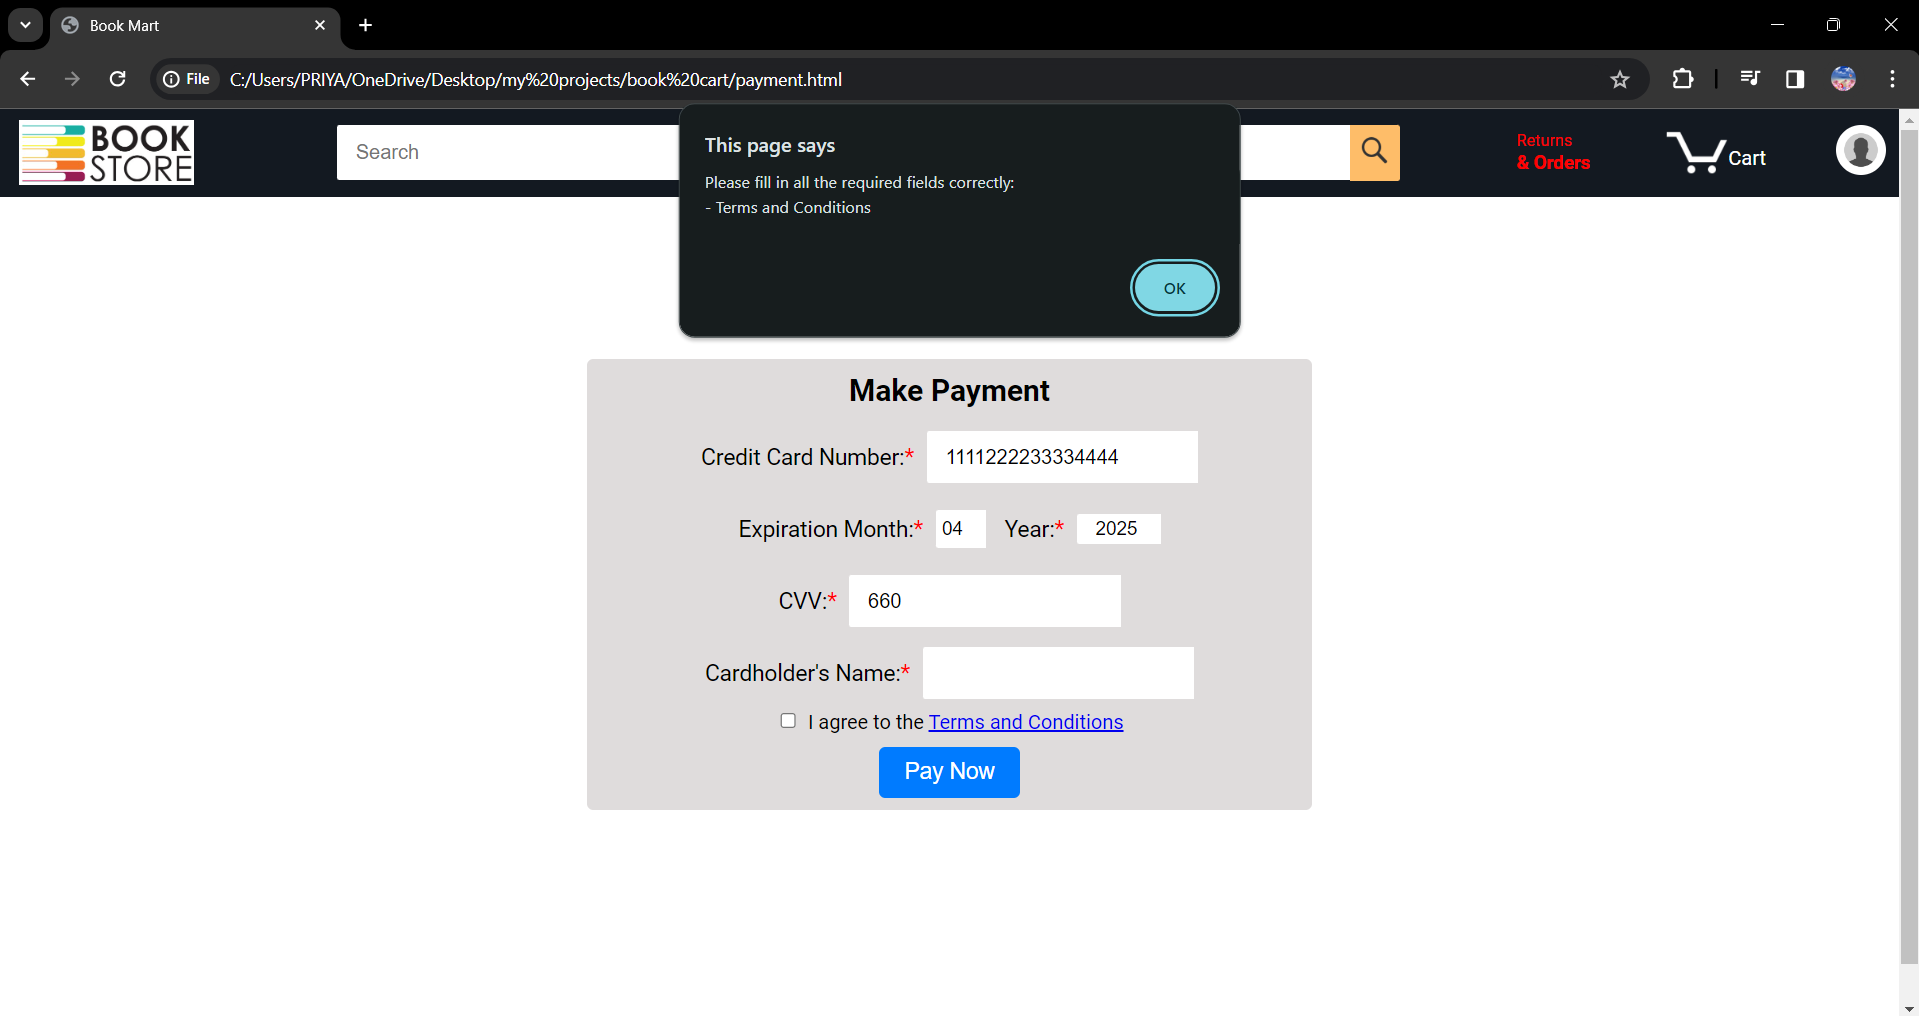 Book Mart
File C:/Users/PRIYA/OneDrive/Desktop/my%20projects/book%20cart/payment.html
BOOK
STORE
Search
Returns
& Orders
Cart
This page says
Please fill in all the required fields correctly:
- Terms and Conditions
OK
Make Payment
Credit Card Number:* 1111222233334444
Expiration Month:* 04 Year:* 2025
CVV:* 660
Cardholder's Name:*
I agree to the Terms and Conditions
Pay Now